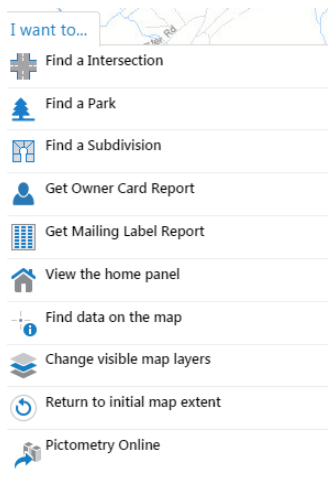 I want to...
Find a Intersection
Find a Park
Find a Subdivision
Get Owner Card Report
Get Mailing Label Report
View the home panel
Find data on the map
Change visible map layers
Return to initial map extent
Pictometry Online